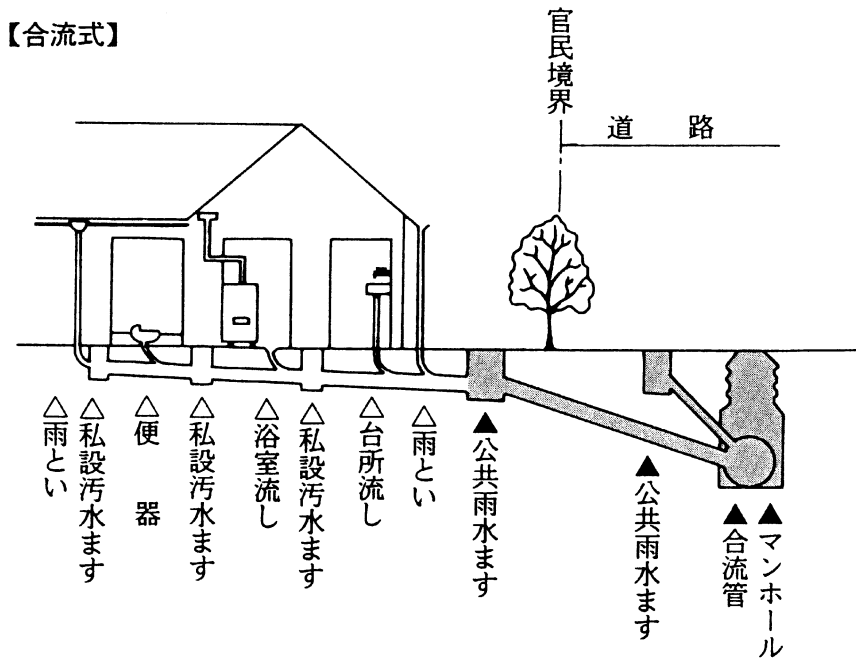 【合流式】
官民境界
道路
△雨とい
△私設汚水ます
△便器
△私設汚水ます
△浴室流し
△私設汚水ます
△台所流し
△雨とい
▲公共雨水ます
▲公共雨水ます
▲合流管
▲マンホール